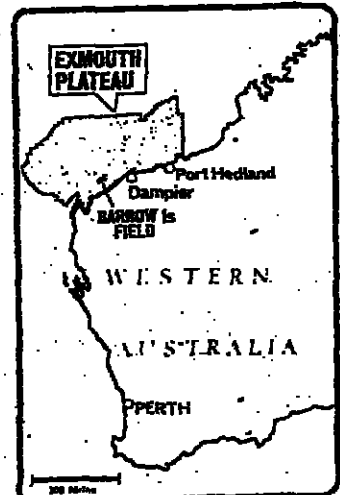 EXMOUTH
PLATEAU
Port Hedland
Dampier
BARROW Is
FIELD
WESTERN
AUSTRALIA
PERTH